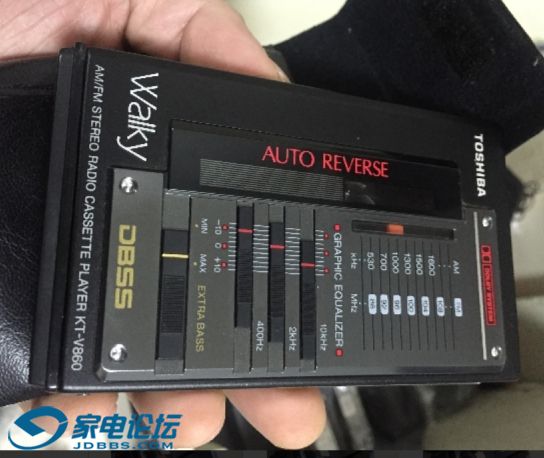 TOSHIBA
Walky
AM/FM STEREO RADIO CASSETTE PLAYER KT-V860
AUTO REVERSE
DOLBY SYSTEM
AM
kHz 530 700 1000 1300 1500 1600
MHz 88 92 96 100 104 108
FM
GRAPHIC EQUALIZER
-10 0 +10
400Hz
2kHz
10kHz
MIN MAX
EXTRA BASS
DBSS
家电论坛
JDBBS.COM